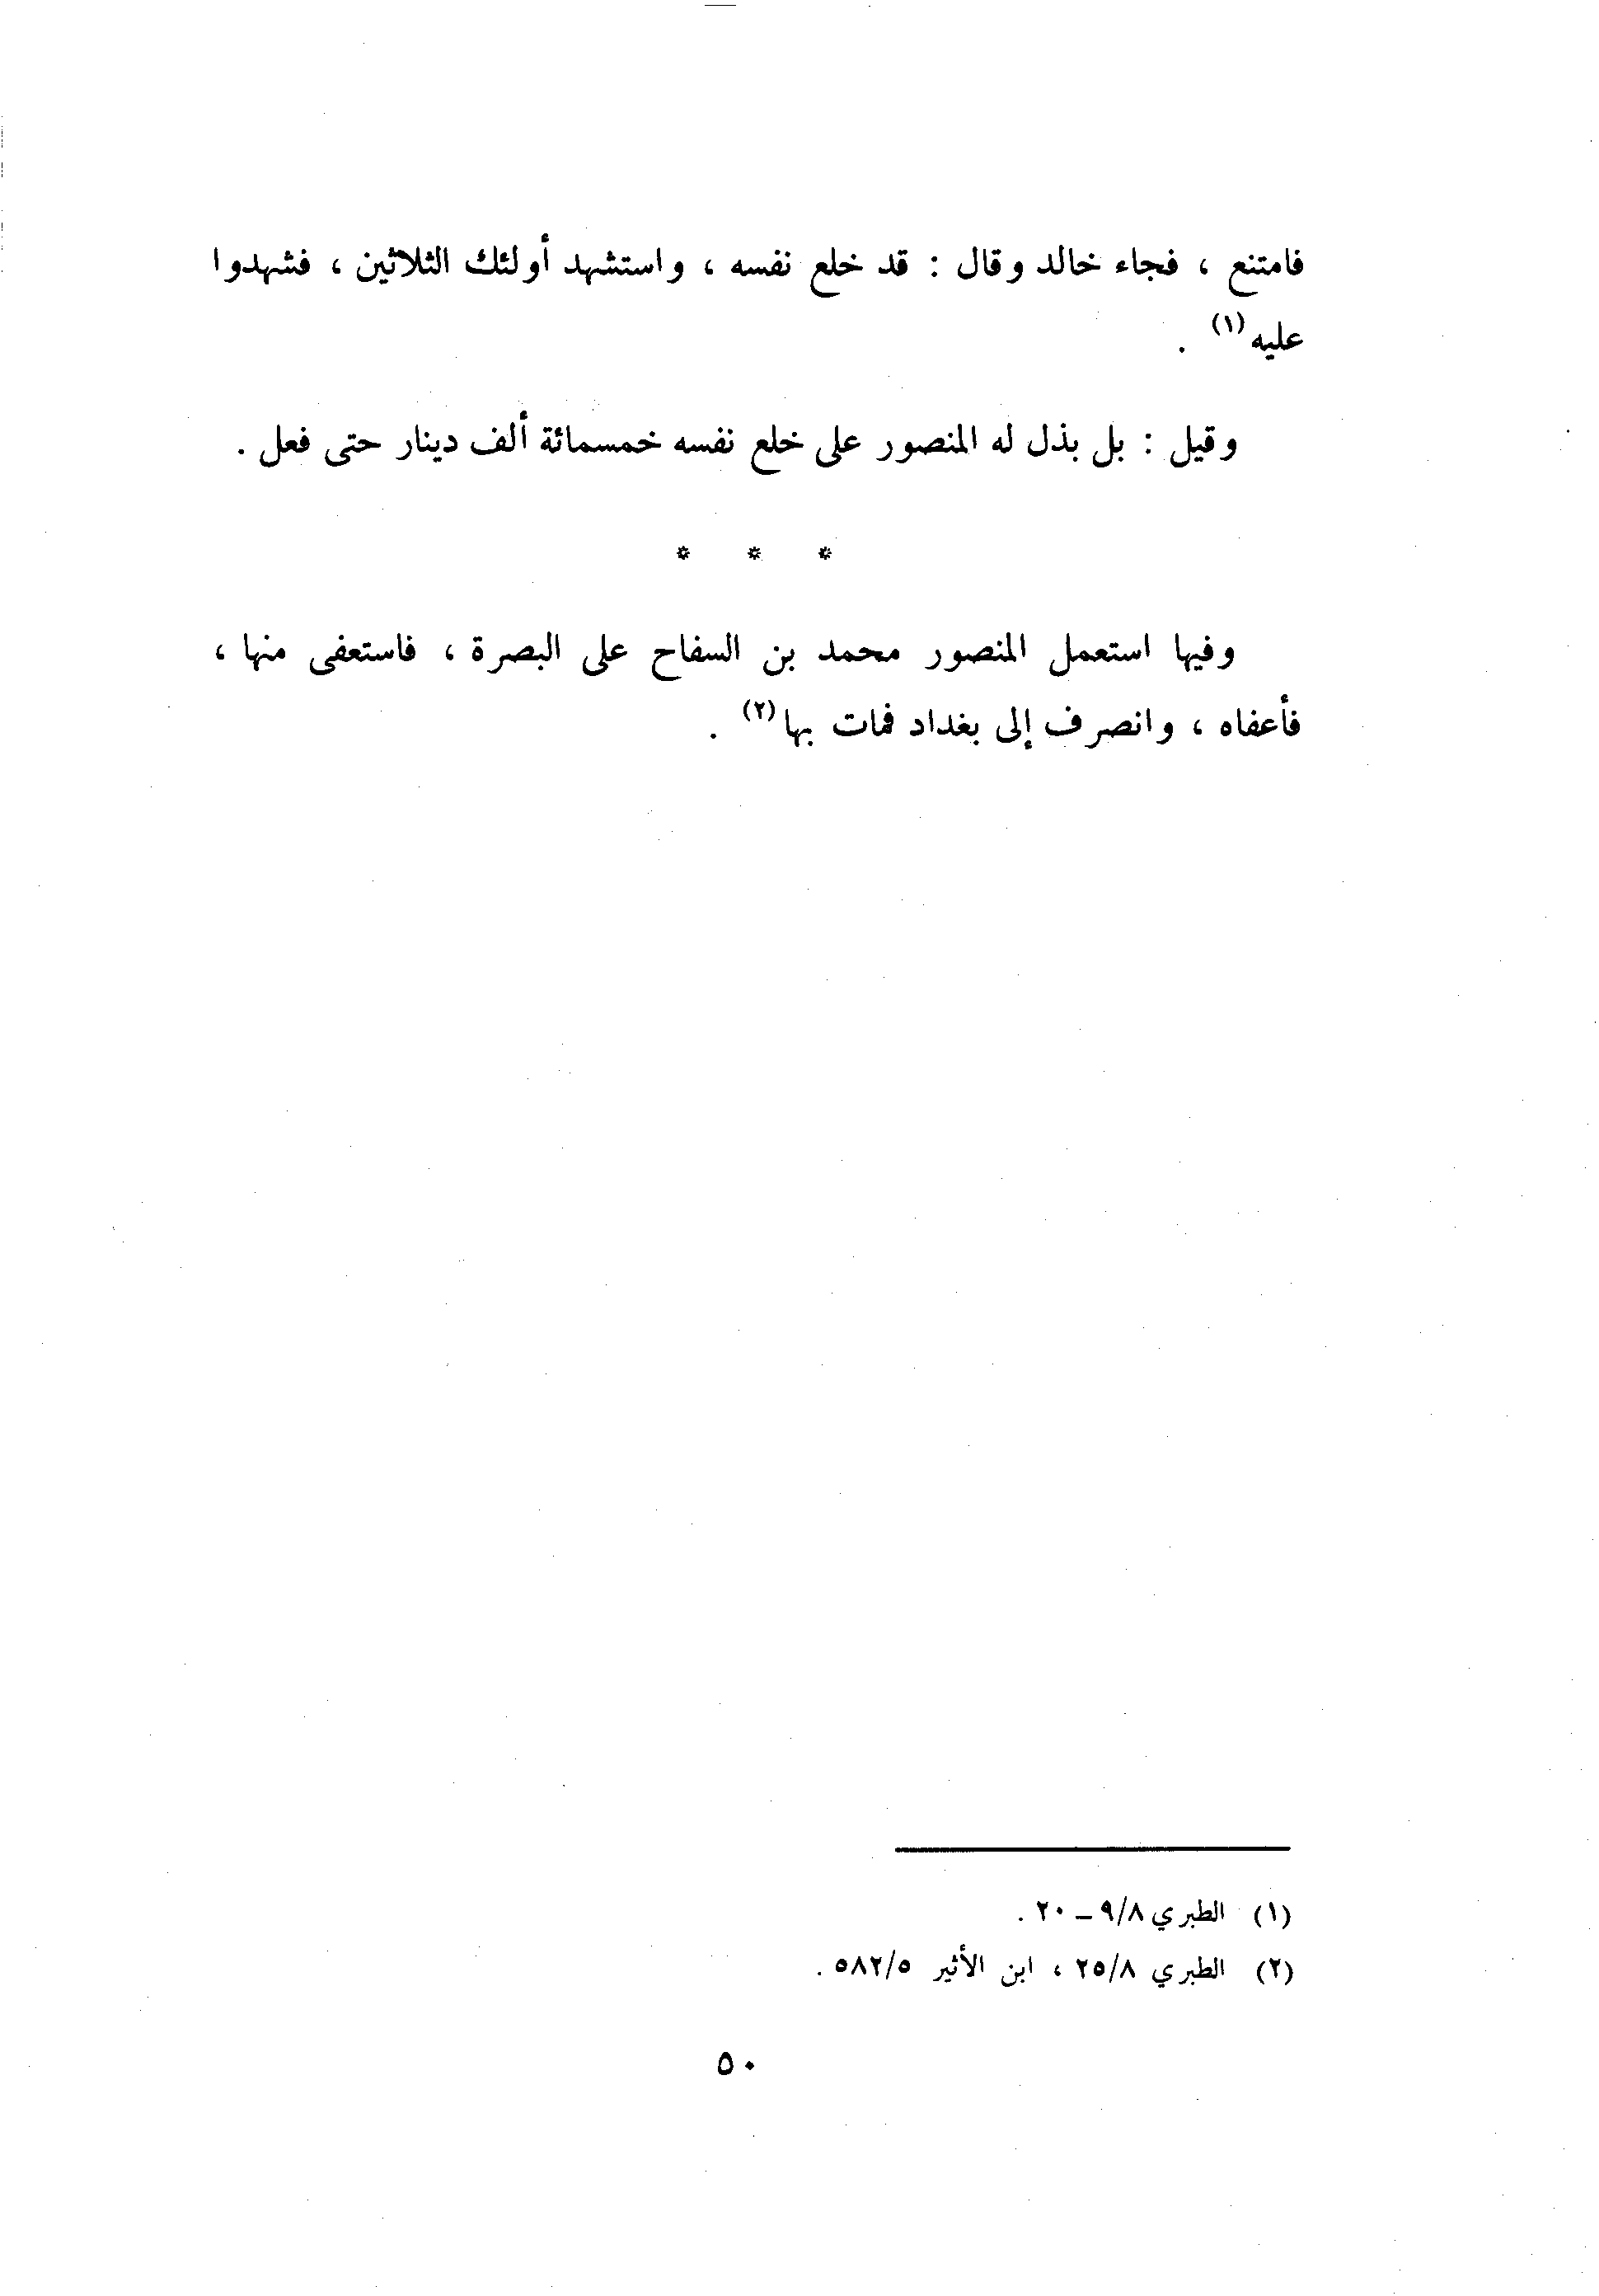 فامتنع ، فجاء خالد وقال : قد خلع نفسه ، واستشهد أولئك الثلاثين ، فشهدوا
عليه(١) .
وقيل : بل بذل له المنصور على خلع نفسه خمسمائة ألف دينار حتى فعل .
* * *
وفيها استعمل المنصور محمد بن السفاح على البصرة ، فاستعفى منها ،
فأعفاه ، وانصرف إلى بغداد فمات بها(٢) .
(١) الطبري ٩/٨ – ٢٠ .
(٢) الطبري ٢٥/٨ ، ابن الأثير ٥٨٢/٥ .
٥٠